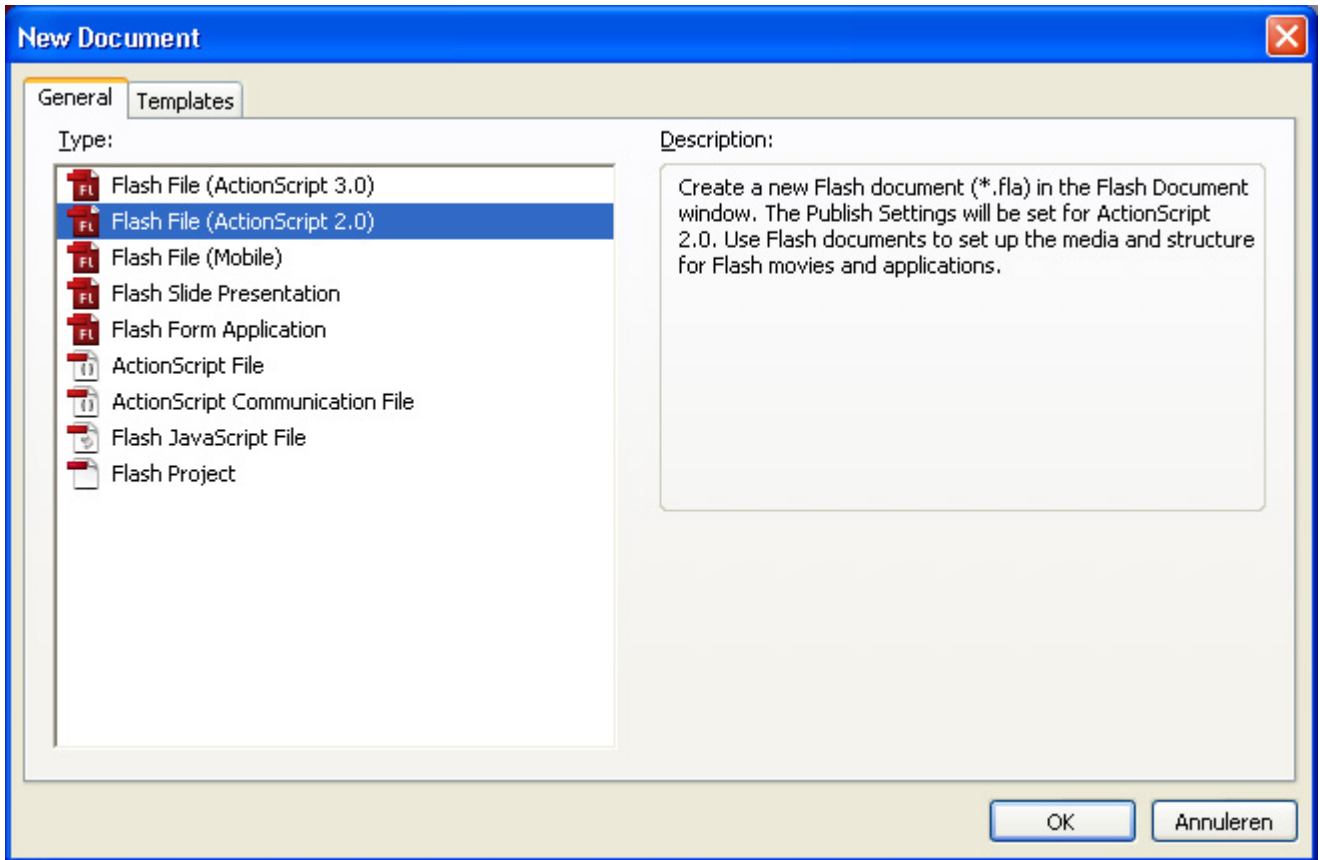 New Document
General
Templates
Type:
Flash File (ActionScript 3.0)
Flash File (ActionScript 2.0)
Flash File (Mobile)
Flash Slide Presentation
Flash Form Application
ActionScript File
ActionScript Communication File
Flash JavaScript File
Flash Project
Description:
Create a new Flash document (*.fla) in the Flash Document
window. The Publish Settings will be set for ActionScript
2.0. Use Flash documents to set up the media and structure
for Flash movies and applications.
OK
Annuleren